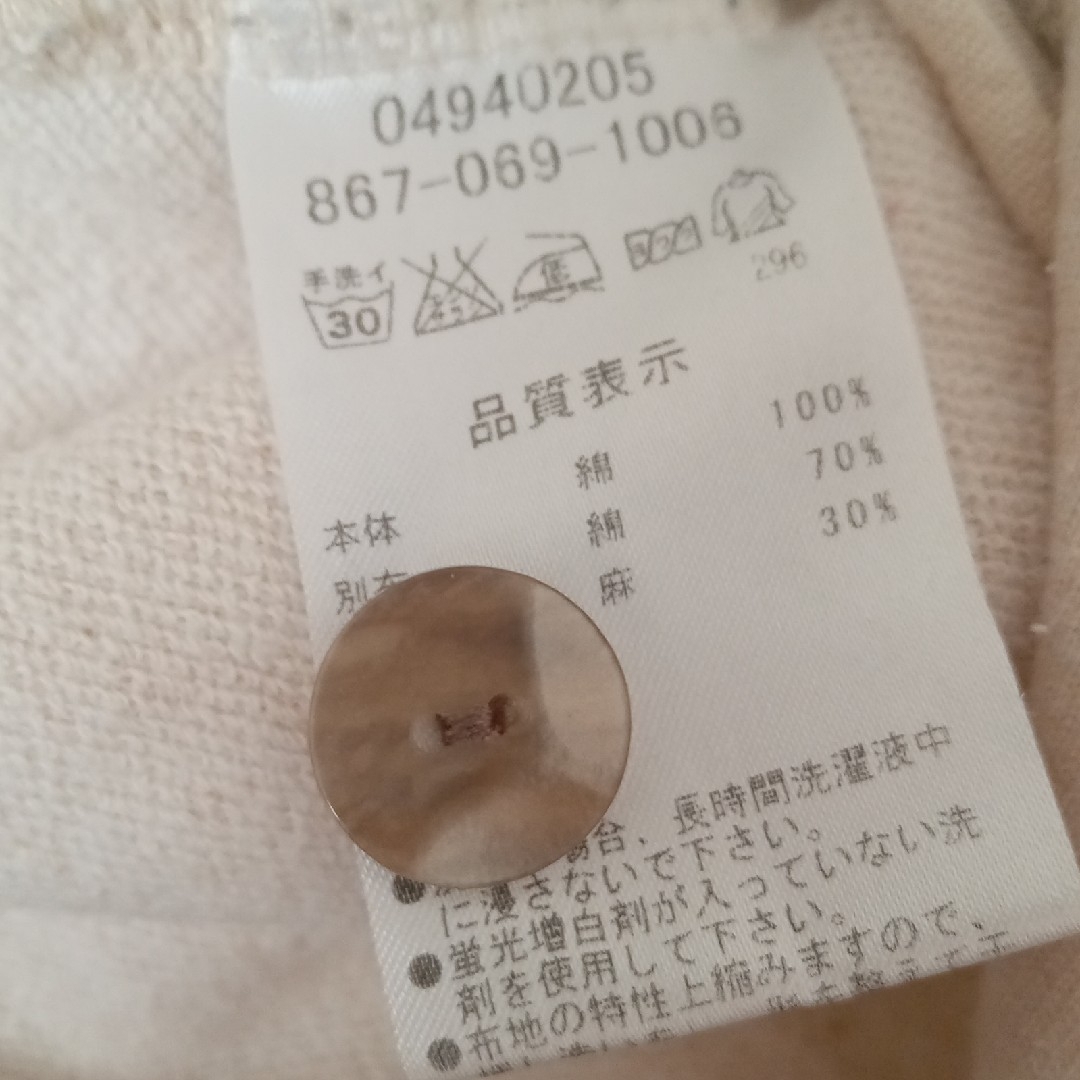 04940205
867-069-1006
手洗イ
30
低
296
品質表示
本体 綿 100%
別布 綿 70%
麻 30%
場合、長時間洗濯液中
に浸さないで下さい。
●蛍光増白剤が入っていない洗
剤を使用して下さい。
●布地の特性上縮みますので、